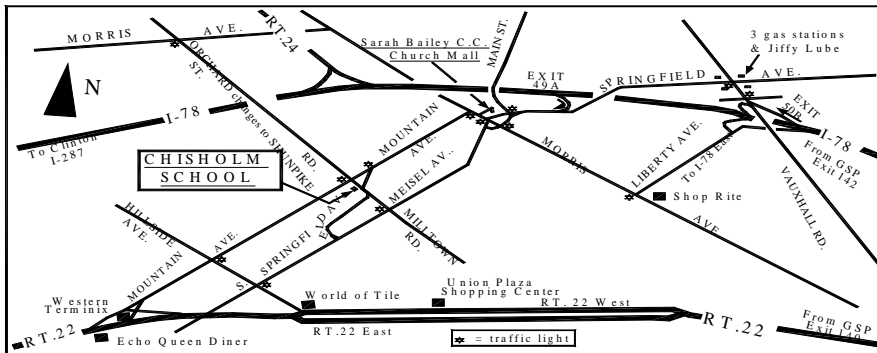 MORRIS AVE.
RT.24
ORCHARD changes to SHUNPIKE RD.
ST.
Sarah Bailey C.C.
Church Mall
MAIN ST.
3 gas stations
& Jiffy Lube
EXIT
49A
SPRINGFIELD AVE.
EXIT
50B
N
I-78
To Clinton
I-287
I-78
From GSP
Exit 142
MOUNTAIN
AVE.
CHISHOLM
SCHOOL
MORRIS
AVE
LIBERTY AVE.
To I-78 East
Shop Rite
VAUXHALL RD.
MEISEL AV..
MILLTOWN
RD.
HILLSIDE
AVE.
MOUNTAIN AVE.
S. SPRINGFI
ELD AV
Western
Terminix
World of Tile
Union Plaza
Shopping Center
RT.22 West
RT.22 East
RT.22
RT.22
From GSP
Exit 140
Echo Queen Diner
= traffic light